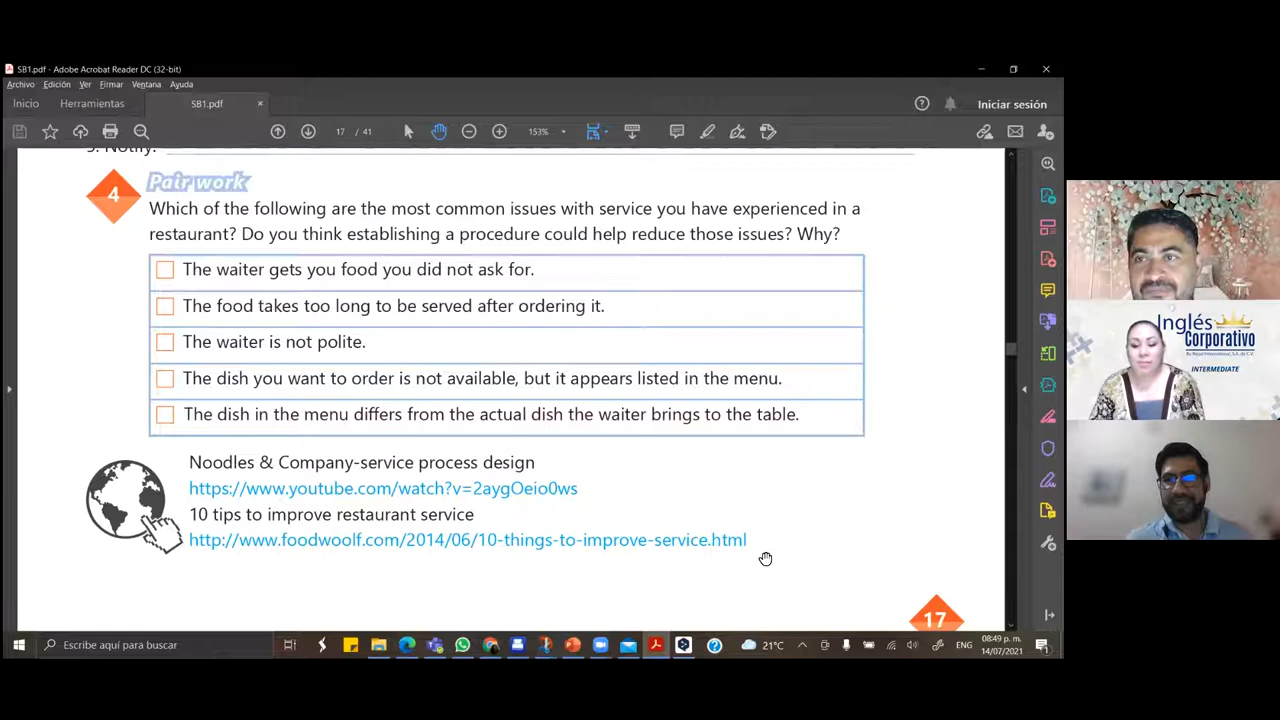 SB1.pdf - Adobe Acrobat Reader DC (32-bit)
Archivo Edición Ver Firmar Ventana Ayuda
Inicio Herramientas SB1.pdf × Iniciar sesión
17 / 41 153%
4
Pair work
Which of the following are the most common issues with service you have experienced in a
restaurant? Do you think establishing a procedure could help reduce those issues? Why?
The waiter gets you food you did not ask for.
The food takes too long to be served after ordering it.
The waiter is not polite.
The dish you want to order is not available, but it appears listed in the menu.
The dish in the menu differs from the actual dish the waiter brings to the table.
Noodles & Company-service process design
https://www.youtube.com/watch?v=2aygOeio0ws
10 tips to improve restaurant service
http://www.foodwoolf.com/2014/06/10-things-to-improve-service.html
17
Inglés
Corporativo
INTERMEDIATE
Escribe aquí para buscar
21°C
ENG
08:49 p. m.
14/07/2021